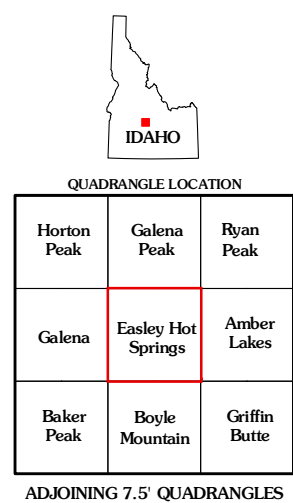 IDAHO
QUADRANGLE LOCATION
Horton
Peak
Galena
Peak
Ryan
Peak
Galena
Easley Hot
Springs
Amber
Lakes
Baker
Peak
Boyle
Mountain
Griffin
Butte
ADJOINING 7.5' QUADRANGLES